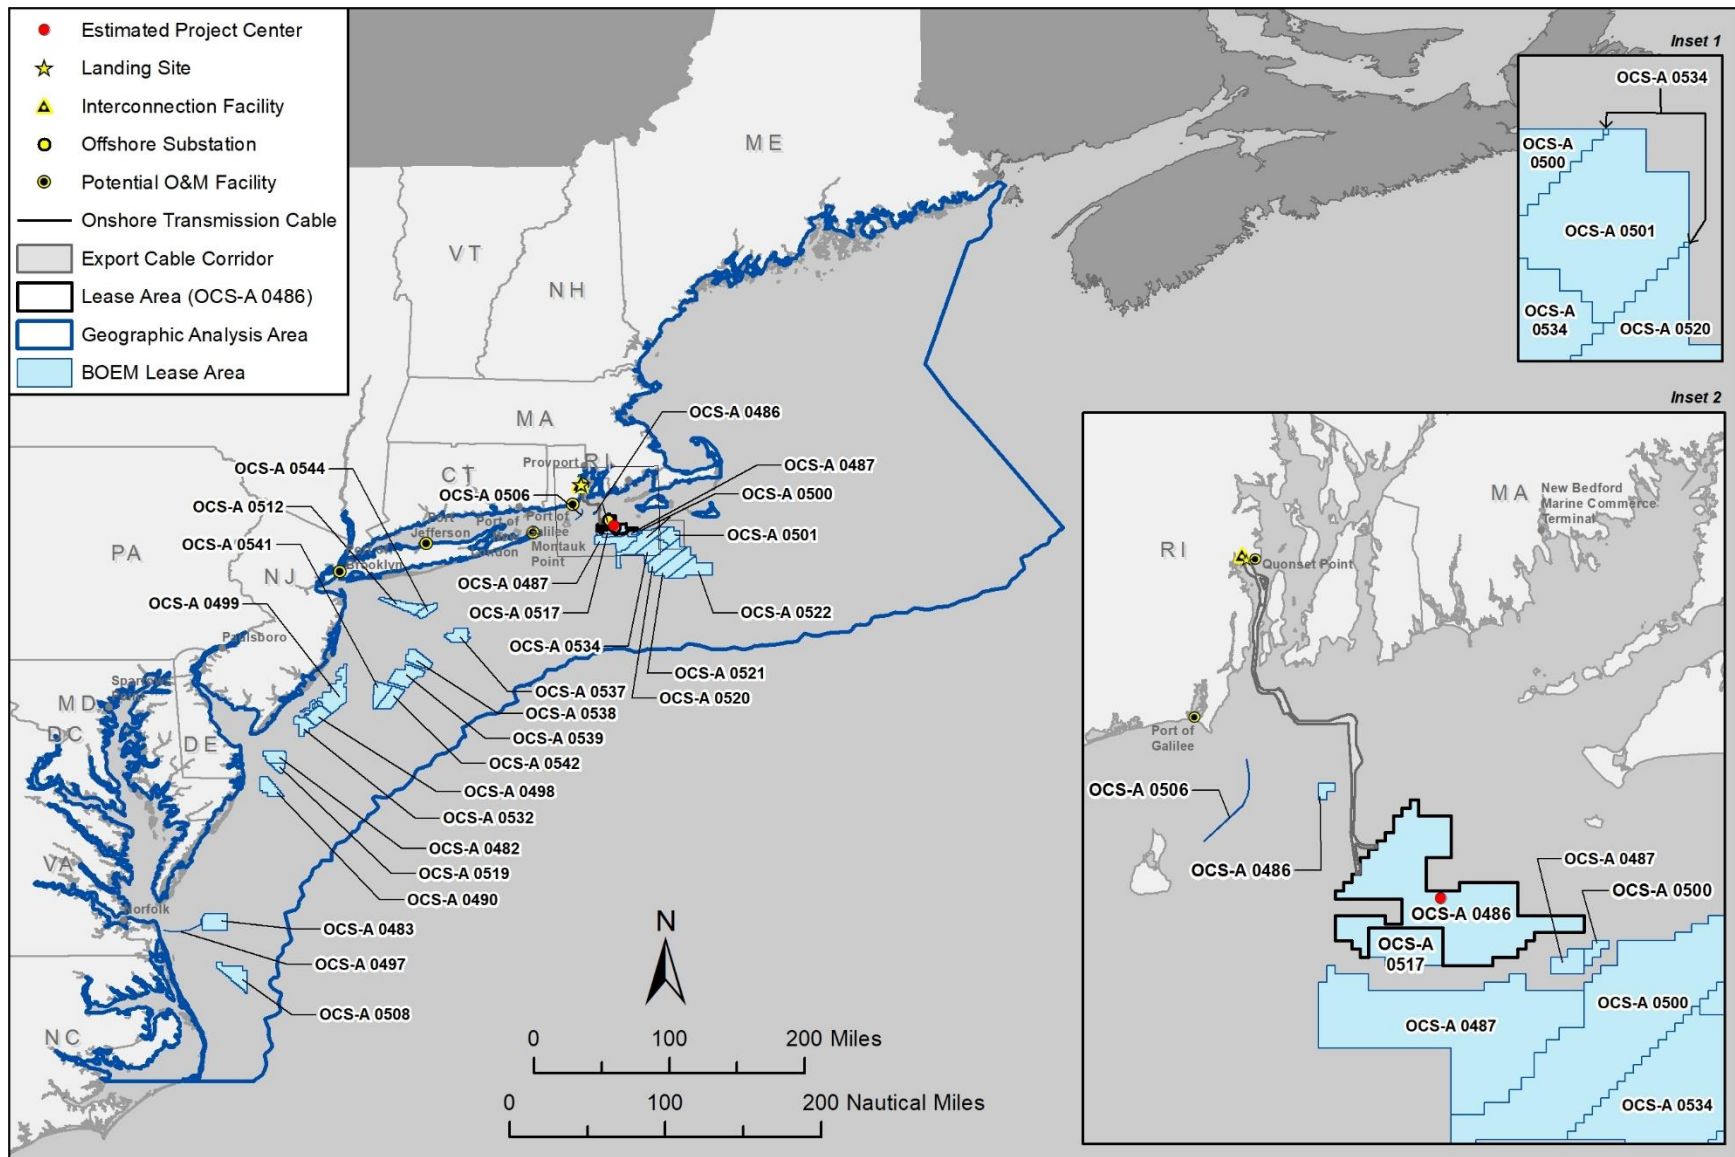 Estimated Project Center
Landing Site
Interconnection Facility
Offshore Substation
Potential O&M Facility
Onshore Transmission Cable
Export Cable Corridor
Lease Area (OCS-A 0486)
Geographic Analysis Area
BOEM Lease Area
ME
VT
NH
MA
CT
RI
PA
NJ
MD
DC
DE
VA
NC
Provport
Port
Jefferson
Port of
Port of
Galilee
Montauk
Point
Brooklyn
Paulsboro
Norfolk
OCS-A 0486
OCS-A 0487
OCS-A 0500
OCS-A 0501
OCS-A 0522
OCS-A 0521
OCS-A 0520
OCS-A 0534
OCS-A 0517
OCS-A 0487
OCS-A 0506
OCS-A 0544
OCS-A 0512
OCS-A 0541
OCS-A 0499
OCS-A 0537
OCS-A 0538
OCS-A 0539
OCS-A 0542
OCS-A 0498
OCS-A 0532
OCS-A 0482
OCS-A 0519
OCS-A 0490
OCS-A 0483
OCS-A 0497
OCS-A 0508
N
0 100 200 Miles
0 100 200 Nautical Miles
Inset 1
OCS-A 0534
OCS-A
0500
OCS-A 0501
OCS-A
0534
OCS-A 0520
Inset 2
MA
New Bedford
Marine Commerce
Terminal
RI
Quonset Point
Port of
Galilee
OCS-A 0506
OCS-A 0486
OCS-A 0487
OCS-A 0500
OCS-A 0486
OCS-A
0517
OCS-A 0500
OCS-A 0487
OCS-A 0534